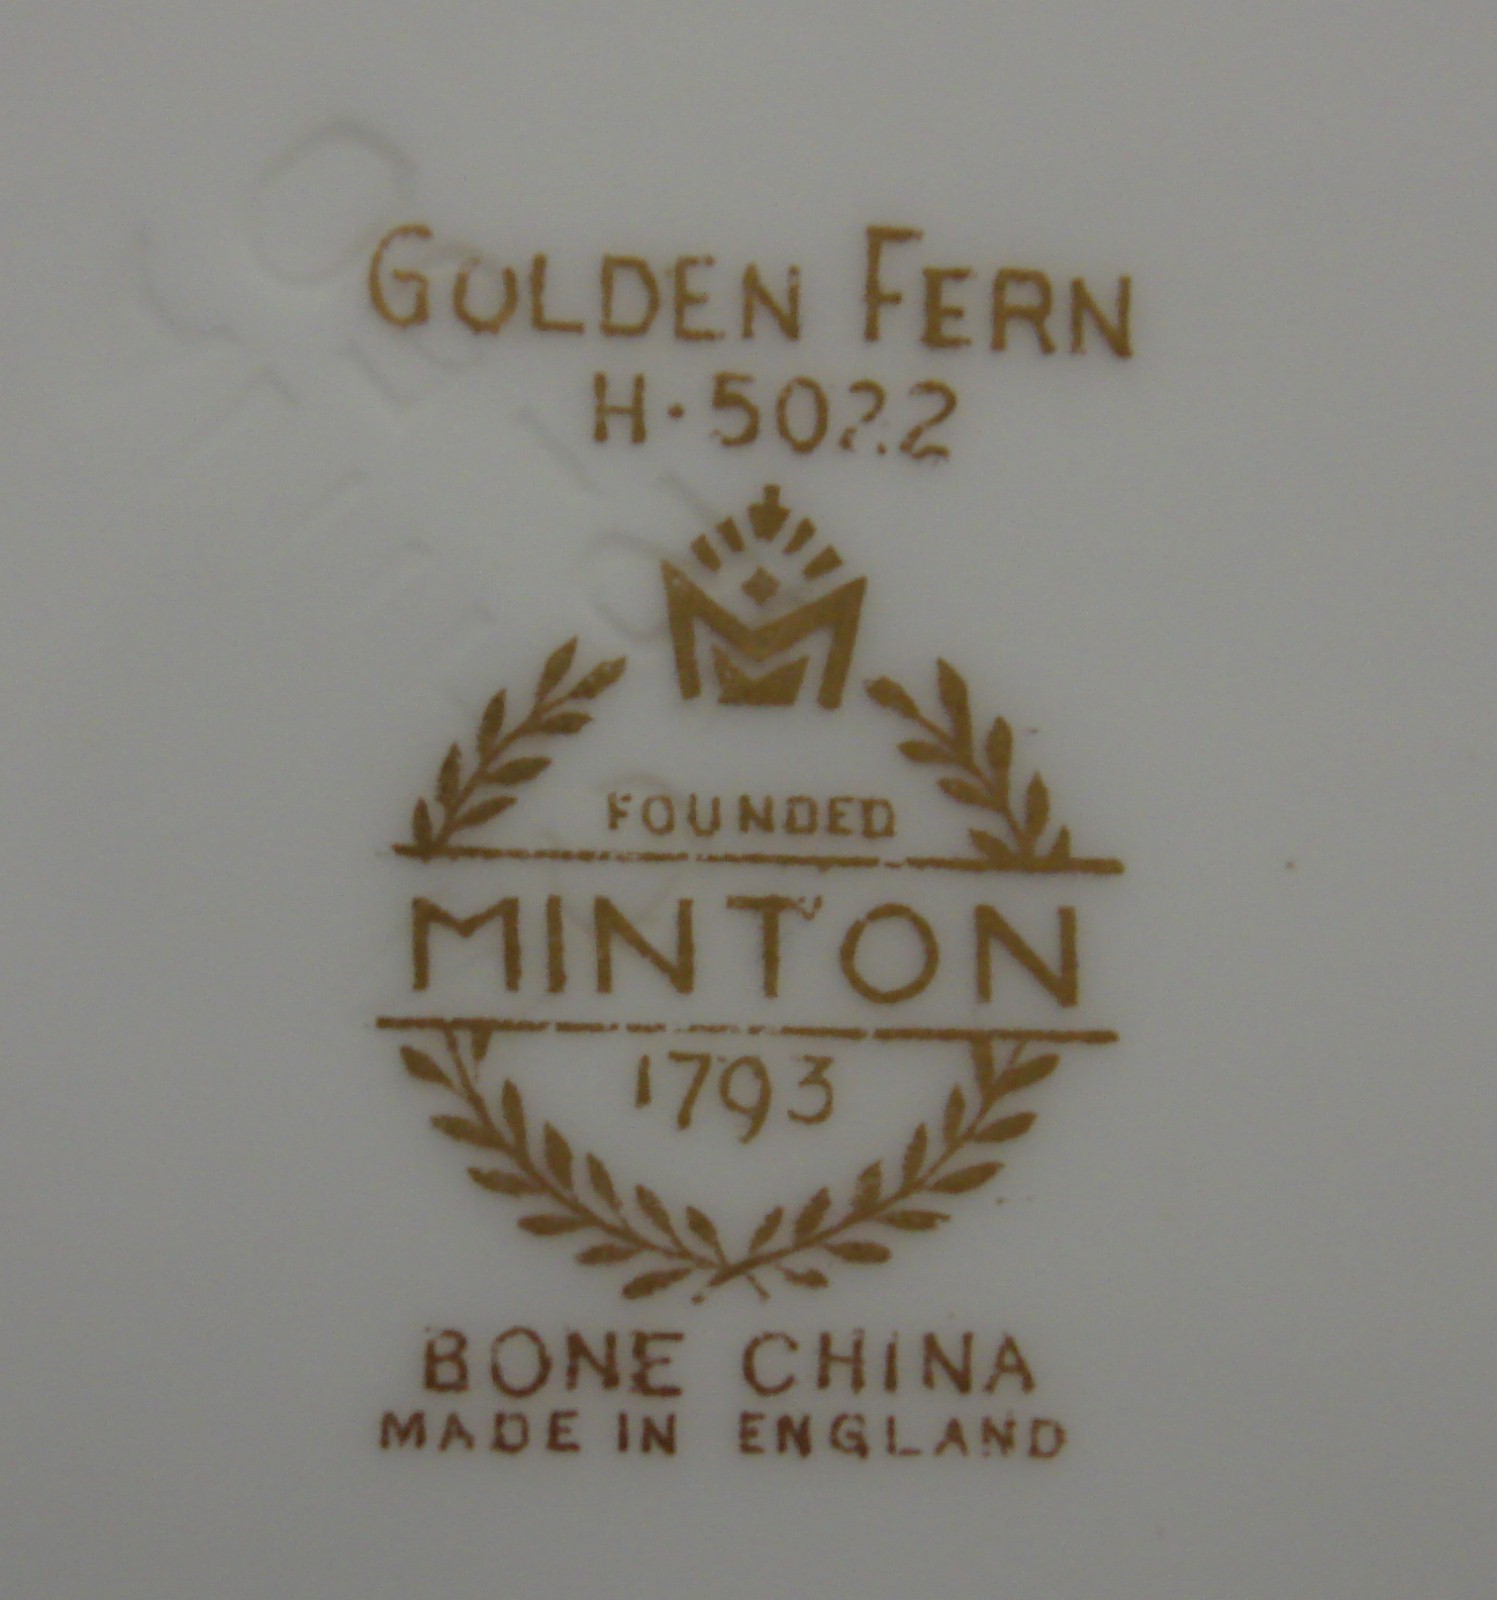 GOLDEN FERN
H·5022
FOUNDED
MINTON
1793
BONE CHINA
MADE IN ENGLAND